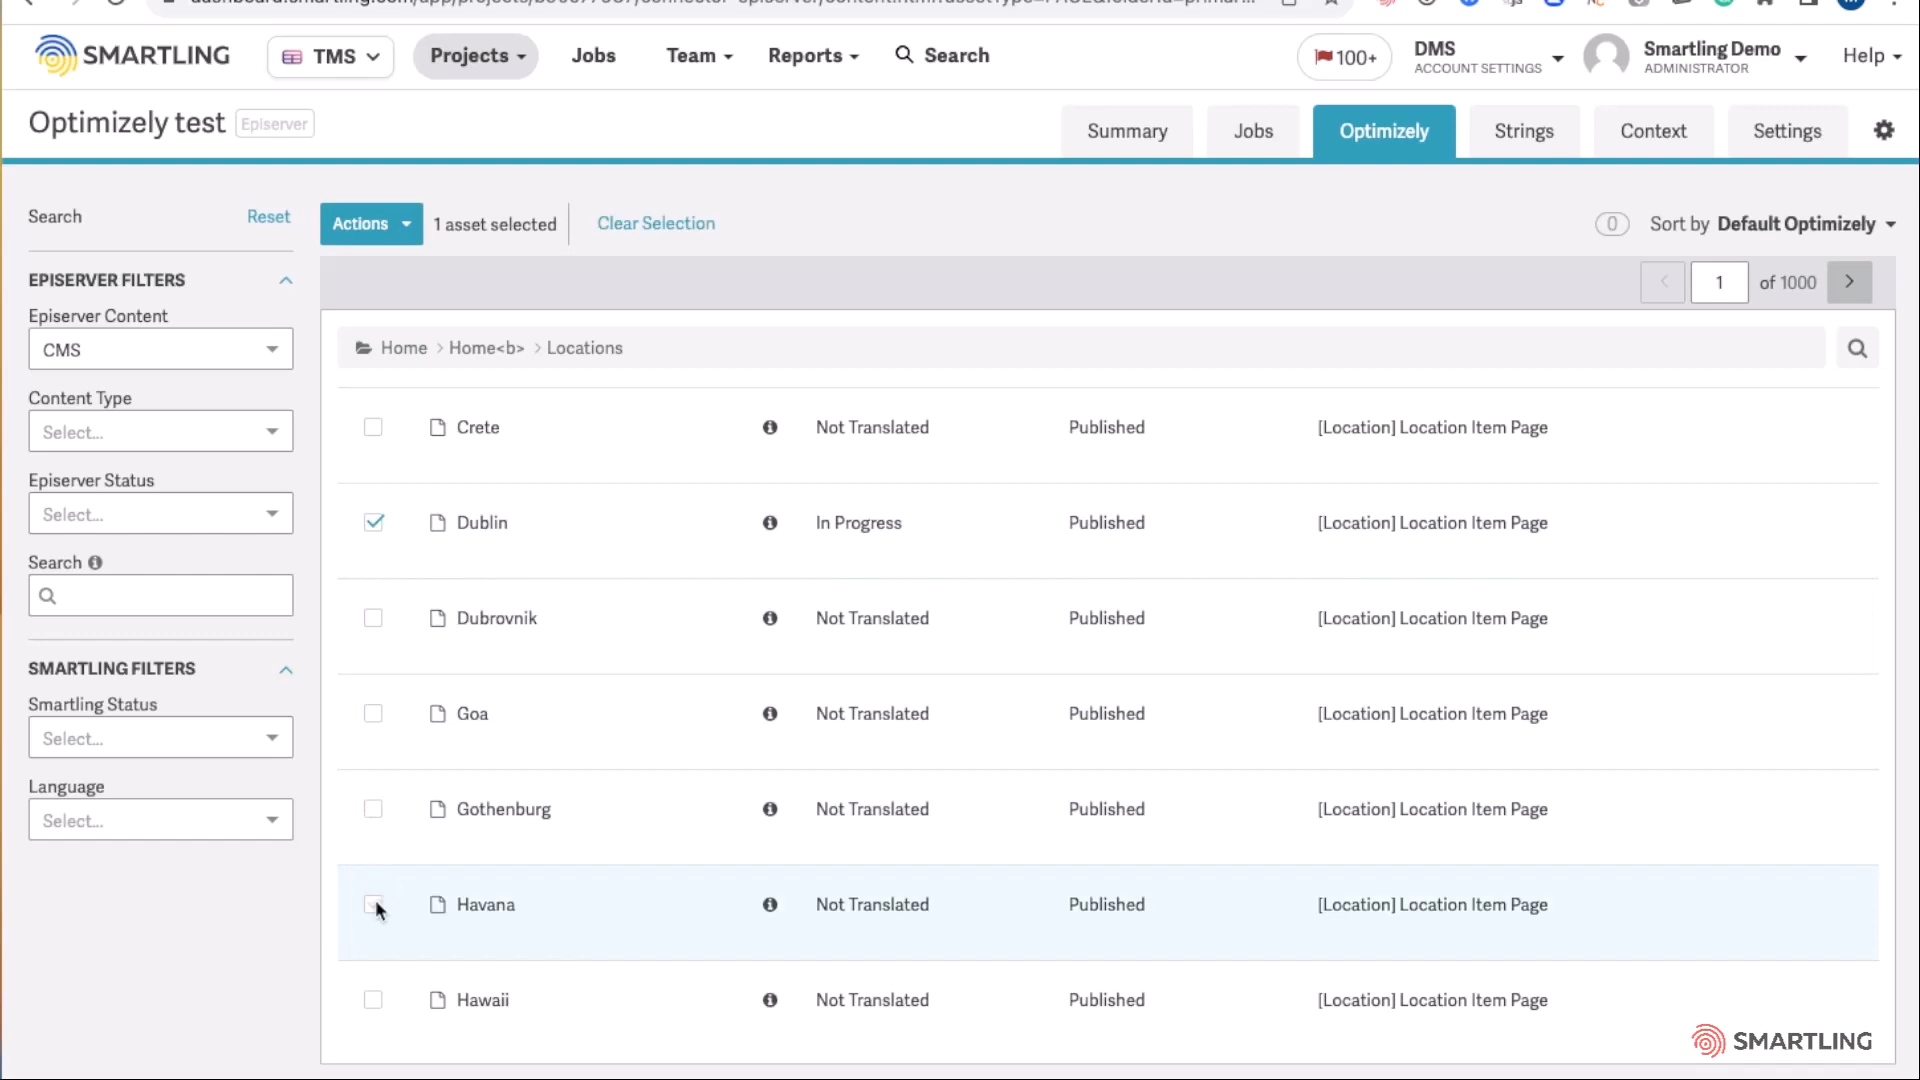 SMARTLING TMS Projects Jobs Team Reports Search 100+ DMS ACCOUNT SETTINGS Smartling Demo ADMINISTRATOR Help
Optimizely test Episerver Summary Jobs Optimizely Strings Context Settings
Search Reset Actions 1 asset selected Clear Selection 0 Sort by Default Optimizely
EPISERVER FILTERS
1 of 1000
Episerver Content
CMS
Home > Home<b> > Locations
Content Type
Select...
Crete Not Translated Published [Location] Location Item Page
Episerver Status
Select...
Dublin In Progress Published [Location] Location Item Page
Search
Dubrovnik Not Translated Published [Location] Location Item Page
SMARTLING FILTERS
Smartling Status
Select...
Goa Not Translated Published [Location] Location Item Page
Language
Select...
Gothenburg Not Translated Published [Location] Location Item Page
Havana Not Translated Published [Location] Location Item Page
Hawaii Not Translated Published [Location] Location Item Page
SMARTLING